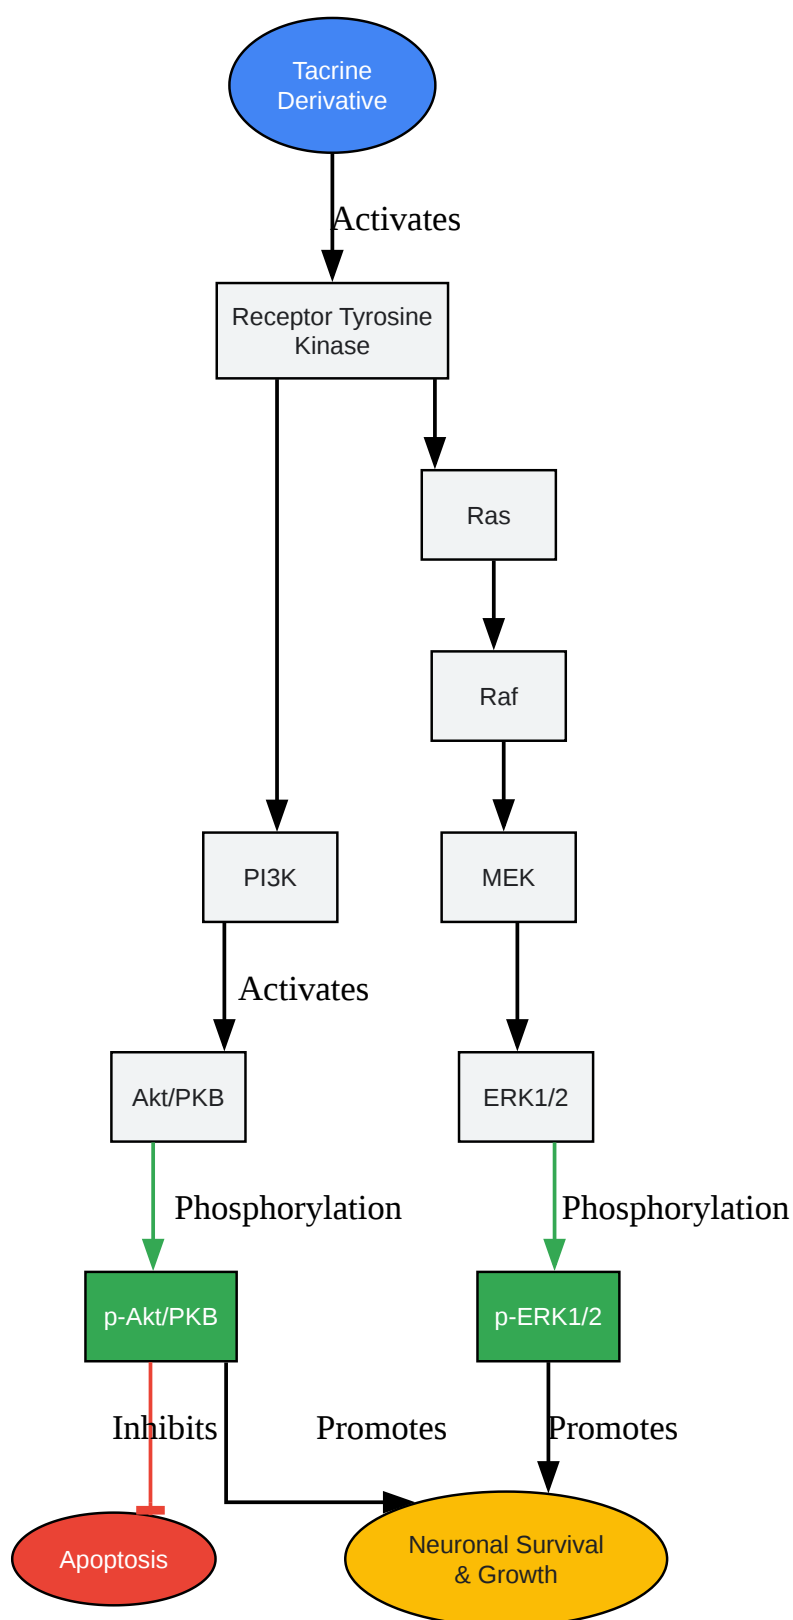 Tacrine
Derivative
Activates
Receptor Tyrosine
Kinase
Ras
Raf
PI3K
MEK
Activates
Akt/PKB
ERK1/2
Phosphorylation
Phosphorylation
p-Akt/PKB
p-ERK1/2
Inhibits
Promotes
Promotes
Apoptosis
Neuronal Survival
& Growth